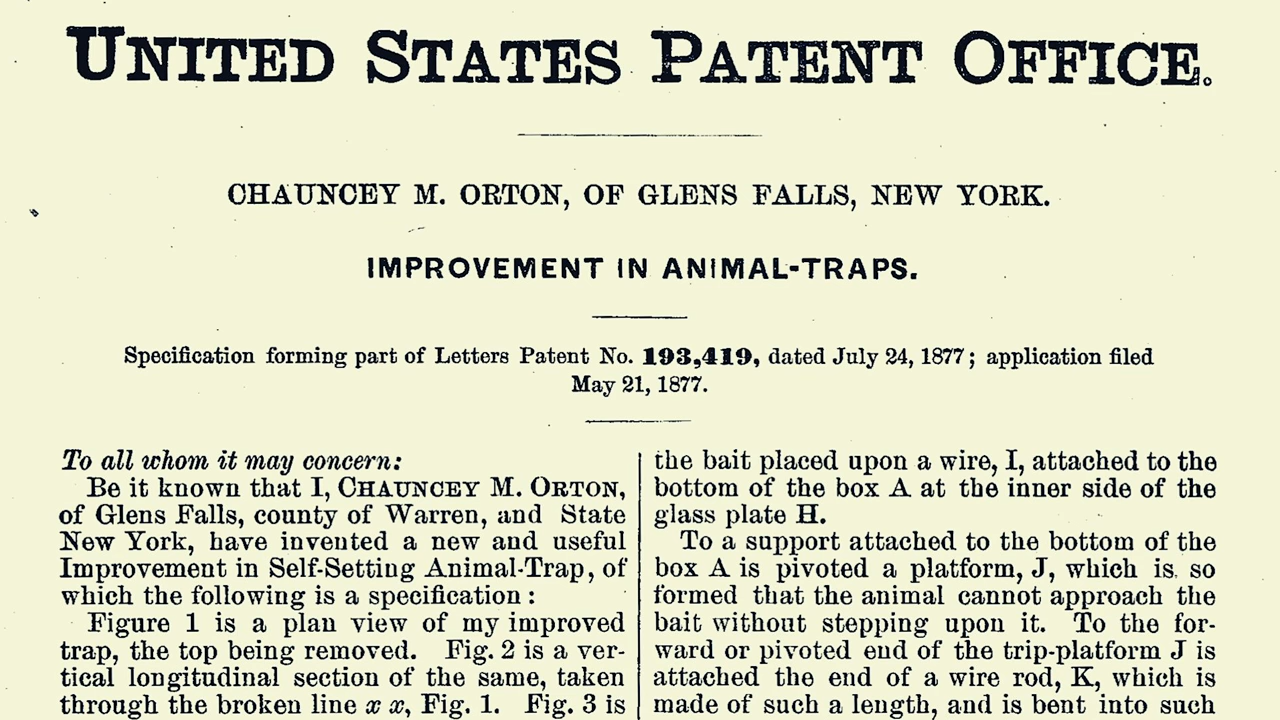 UNITED STATES PATENT OFFICE.
CHAUNCEY M. ORTON, OF GLENS FALLS, NEW YORK.
IMPROVEMENT IN ANIMAL-TRAPS.
Specification forming part of Letters Patent No. 193,419, dated July 24, 1877; application filed
May 21, 1877.
To all whom it may concern:
Be it known that I, CHAUNCEY M. ORTON,
of Glens Falls, county of Warren, and State
New York, have invented a new and useful
Improvement in Self-Setting Animal-Trap, of
which the following is a specification:
Figure 1 is a plan view of my improved
trap, the top being removed. Fig. 2 is a ver-
tical longitudinal section of the same, taken
through the broken line x x, Fig. 1. Fig. 3 is
the bait placed upon a wire, I, attached to the
bottom of the box A at the inner side of the
glass plate H.
To a support attached to the bottom of the
box A is pivoted a platform, J, which is so
formed that the animal cannot approach the
bait without stepping upon it. To the for-
ward or pivoted end of the trip-platform J is
attached the end of a wire rod, K, which is
made of such a length, and is bent into such